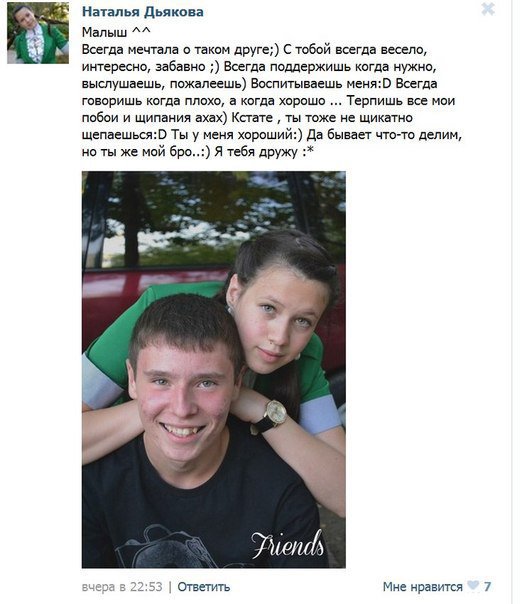 Наталья Дьякова
Малыш ^^
Всегда мечтала о таком друге;) С тобой всегда весело,
интересно, забавно ;) Всегда поддержишь когда нужно,
выслушаешь, пожалеешь) Воспитываешь меня:D Всегда
говоришь когда плохо, а когда хорошо ... Терпишь все мои
побои и щипания ахах) Кстате , ты тоже не щикатно
щепаешься:D Ты у меня хороший:) Да бывает что-то делим,
но ты же мой бро..:) Я тебя дружу :*
Friends
вчера в 22:53 | Ответить Мне нравится 7